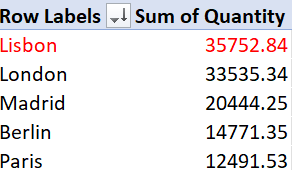 Row Labels Sum of Quantity
Lisbon 35752.84
London 33535.34
Madrid 20444.25
Berlin 14771.35
Paris 12491.53